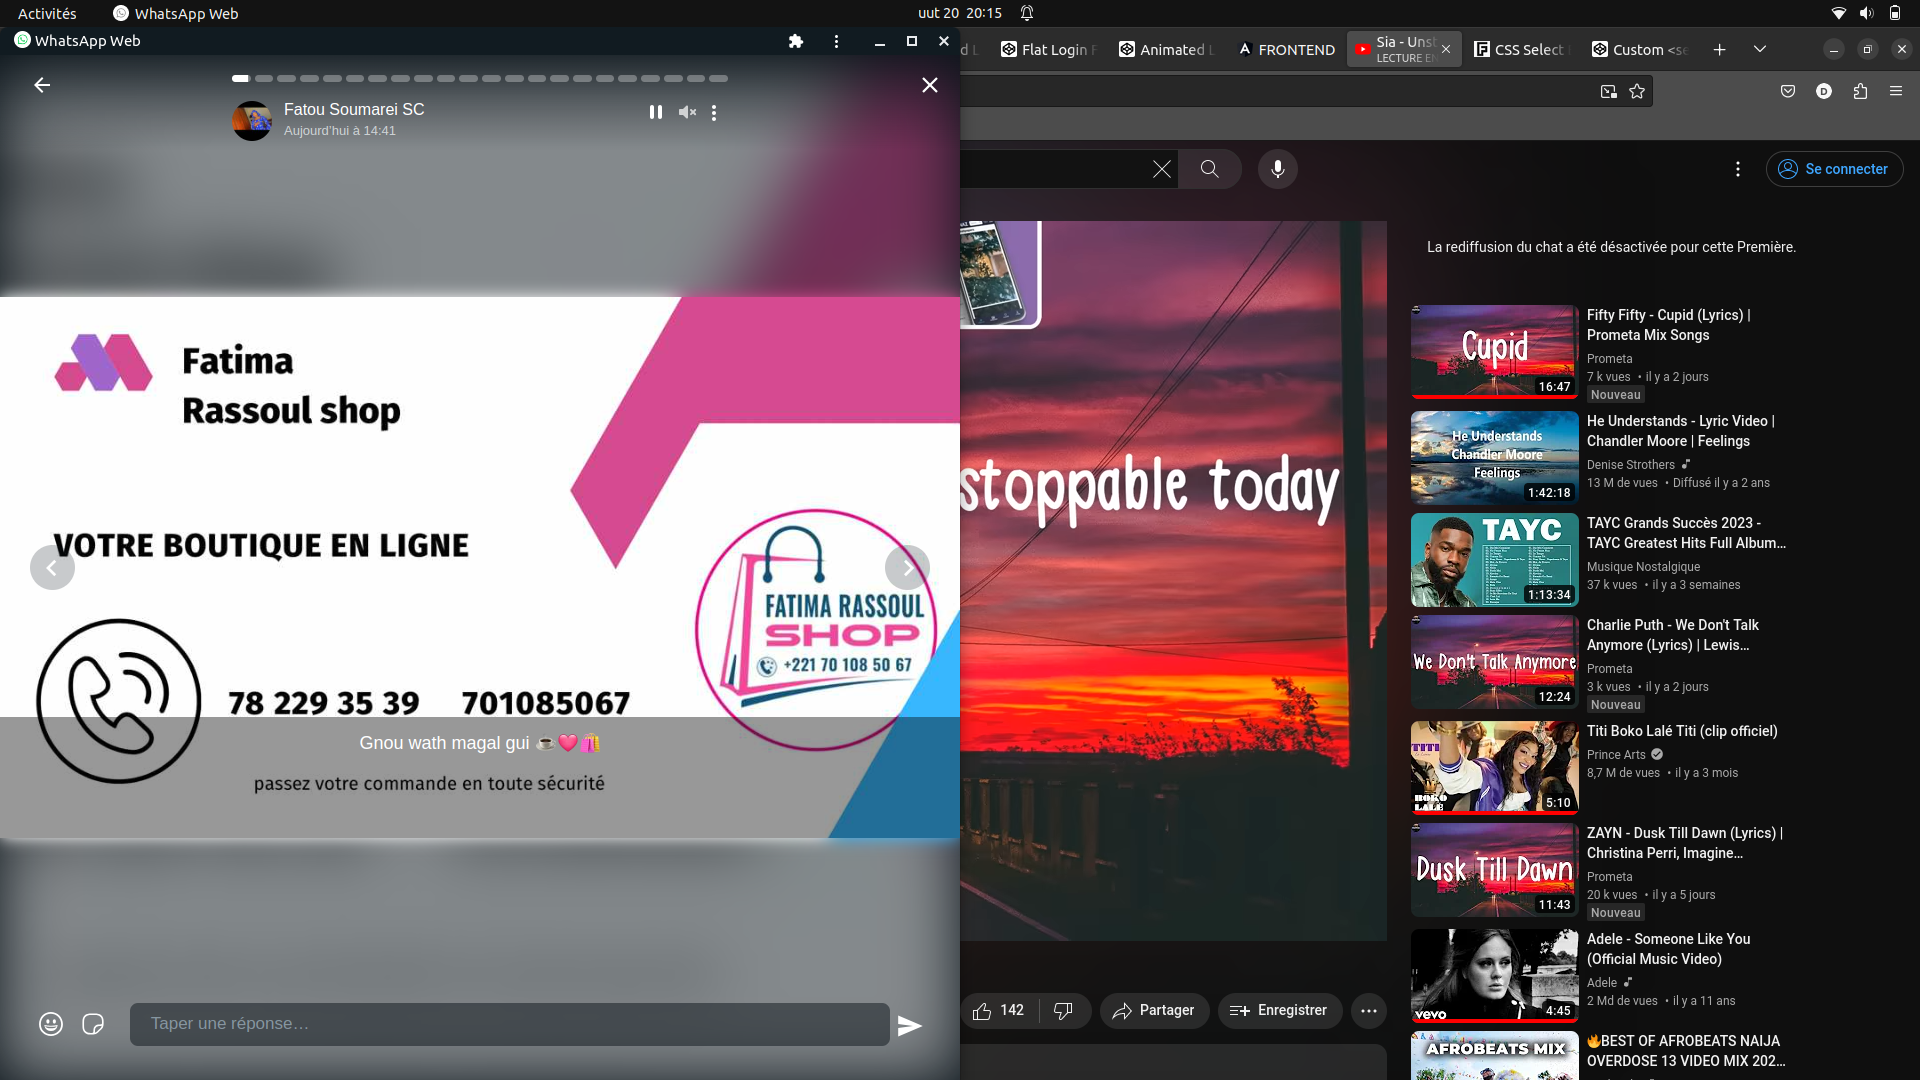 Activités
WhatsApp Web
uut 20 20:15
WhatsApp Web
Fatou Soumarei SC
Aujourd'hui à 14:41
Fatima
Rassoul shop
VOTRE BOUTIQUE EN LIGNE
FATIMA RASSOUL
SHOP
+221 70 108 50 67
78 229 35 39 701085067
Gnou wath magal gui ☕💗🛍️
passez votre commande en toute sécurité
Taper une réponse…
Flat Login
Animated
FRONTEND
Sia - Unst
LECTURE EN
CSS Select
Custom <se
D
Se connecter
stoppable today
142
Partager
Enregistrer
La rediffusion du chat a été désactivée pour cette Première.
Cupid
16:47
Fifty Fifty - Cupid (Lyrics) |
Prometa Mix Songs
Prometa
7 k vues • il y a 2 jours
Nouveau
He Understands
Chandler Moore
Feelings
1:42:18
He Understands - Lyric Video |
Chandler Moore | Feelings
Denise Strothers
13 M de vues • Diffusé il y a 2 ans
TAYC
1:13:34
TAYC Grands Succès 2023 -
TAYC Greatest Hits Full Album...
Musique Nostalgique
37 k vues • il y a 3 semaines
We Don't Talk Anymore
12:24
Charlie Puth - We Don't Talk
Anymore (Lyrics) | Lewis...
Prometa
3 k vues • il y a 2 jours
Nouveau
TITI
BOKO
LALÉ
5:10
Titi Boko Lalé Titi (clip officiel)
Prince Arts
8,7 M de vues • il y a 3 mois
Dusk Till Dawn
11:43
ZAYN - Dusk Till Dawn (Lyrics) |
Christina Perri, Imagine...
Prometa
20 k vues • il y a 5 jours
Nouveau
vevo
4:45
Adele - Someone Like You
(Official Music Video)
Adele
2 Md de vues • il y a 11 ans
AFROBEATS MIX
🔥BEST OF AFROBEATS NAIJA
OVERDOSE 13 VIDEO MIX 202...